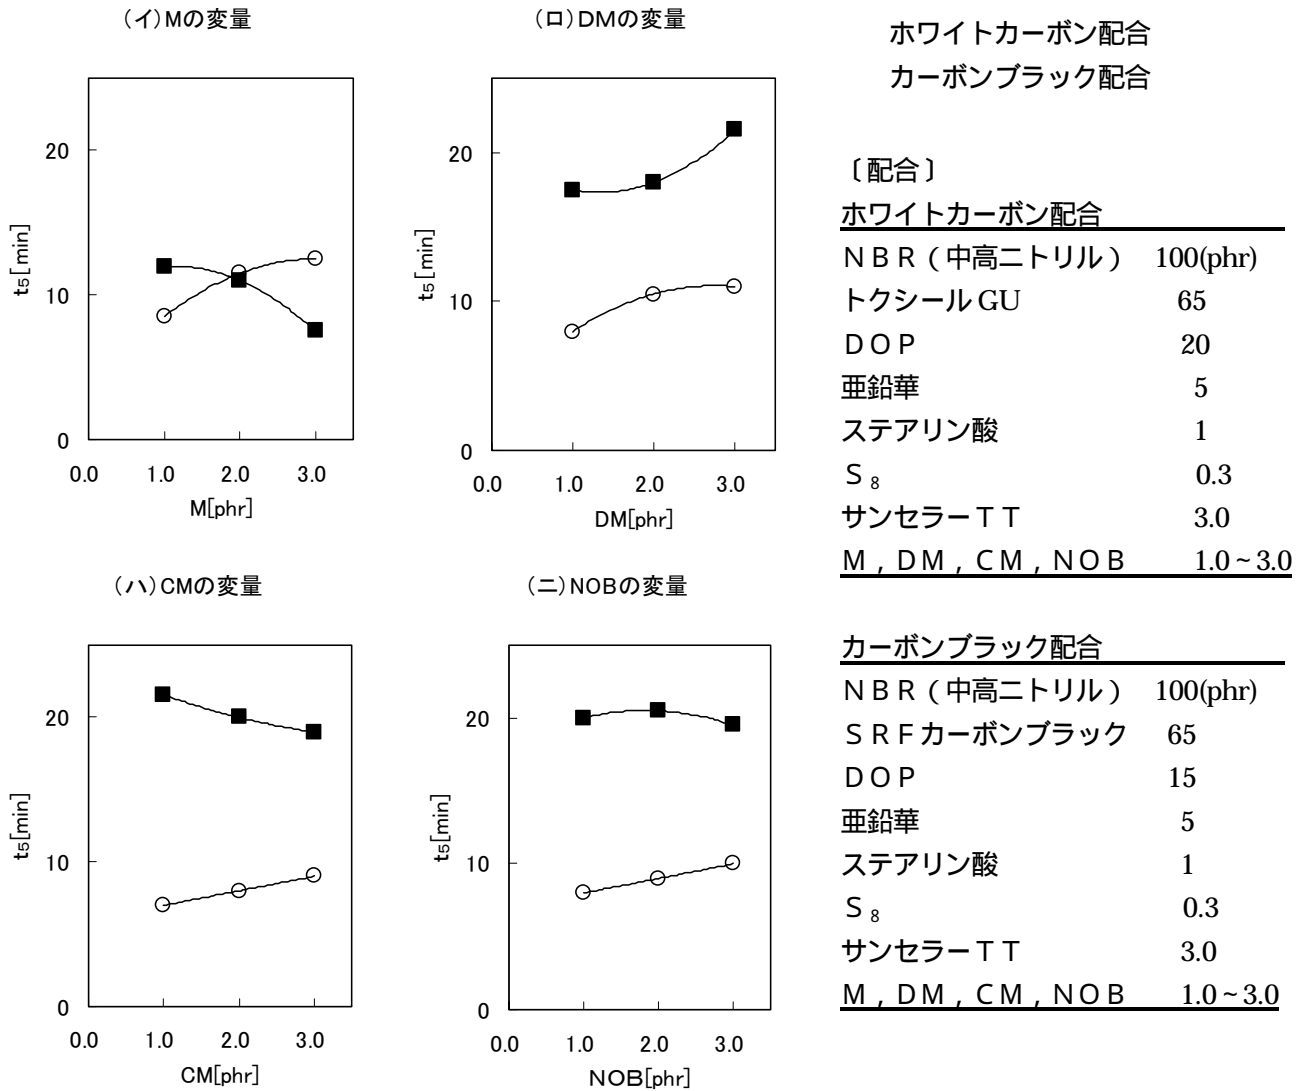 (イ)Mの変量
20
10
0
0.0 1.0 2.0 3.0
t5[min]
M[phr]
(ロ)DMの変量
20
10
0
0.0 1.0 2.0 3.0
t5[min]
DM[phr]
(ハ)CMの変量
20
10
0
0.0 1.0 2.0 3.0
t5[min]
CM[phr]
(ニ)NOBの変量
20
10
0
0.0 1.0 2.0 3.0
t5[min]
NOB[phr]
ホワイトカーボン配合
カーボンブラック配合
〔配合〕
ホワイトカーボン配合
NBR(中高ニトリル) 100(phr)
トクシールGU 65
DOP 20
亜鉛華 5
ステアリン酸 1
S8 0.3
サンセラーTT 3.0
M,DM,CM,NOB 1.0~3.0
カーボンブラック配合
NBR(中高ニトリル) 100(phr)
SRFカーボンブラック 65
DOP 15
亜鉛華 5
ステアリン酸 1
S8 0.3
サンセラーTT 3.0
M,DM,CM,NOB 1.0~3.0